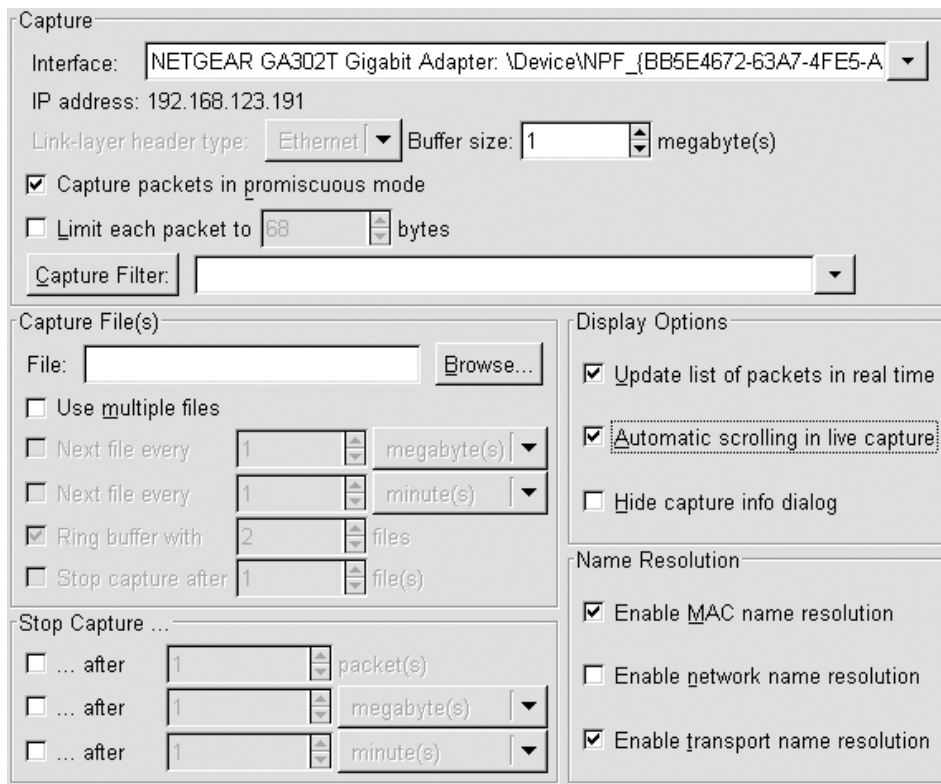 Capture
Interface: NETGEAR GA302T Gigabit Adapter: \Device\NPF_{BB5E4672-63A7-4FE5-A
IP address: 192.168.123.191
Link-layer header type: Ethernet Buffer size: 1 megabyte(s)
Capture packets in promiscuous mode
Limit each packet to 68 bytes
Capture Filter:
Capture File(s)
File: Browse...
Use multiple files
Next file every 1 megabyte(s)
Next file every 1 minute(s)
Ring buffer with 2 files
Stop capture after 1 file(s)
Stop Capture ...
... after 1 packet(s)
... after 1 megabyte(s)
... after 1 minute(s)
Display Options
Update list of packets in real time
Automatic scrolling in live capture
Hide capture info dialog
Name Resolution
Enable MAC name resolution
Enable network name resolution
Enable transport name resolution